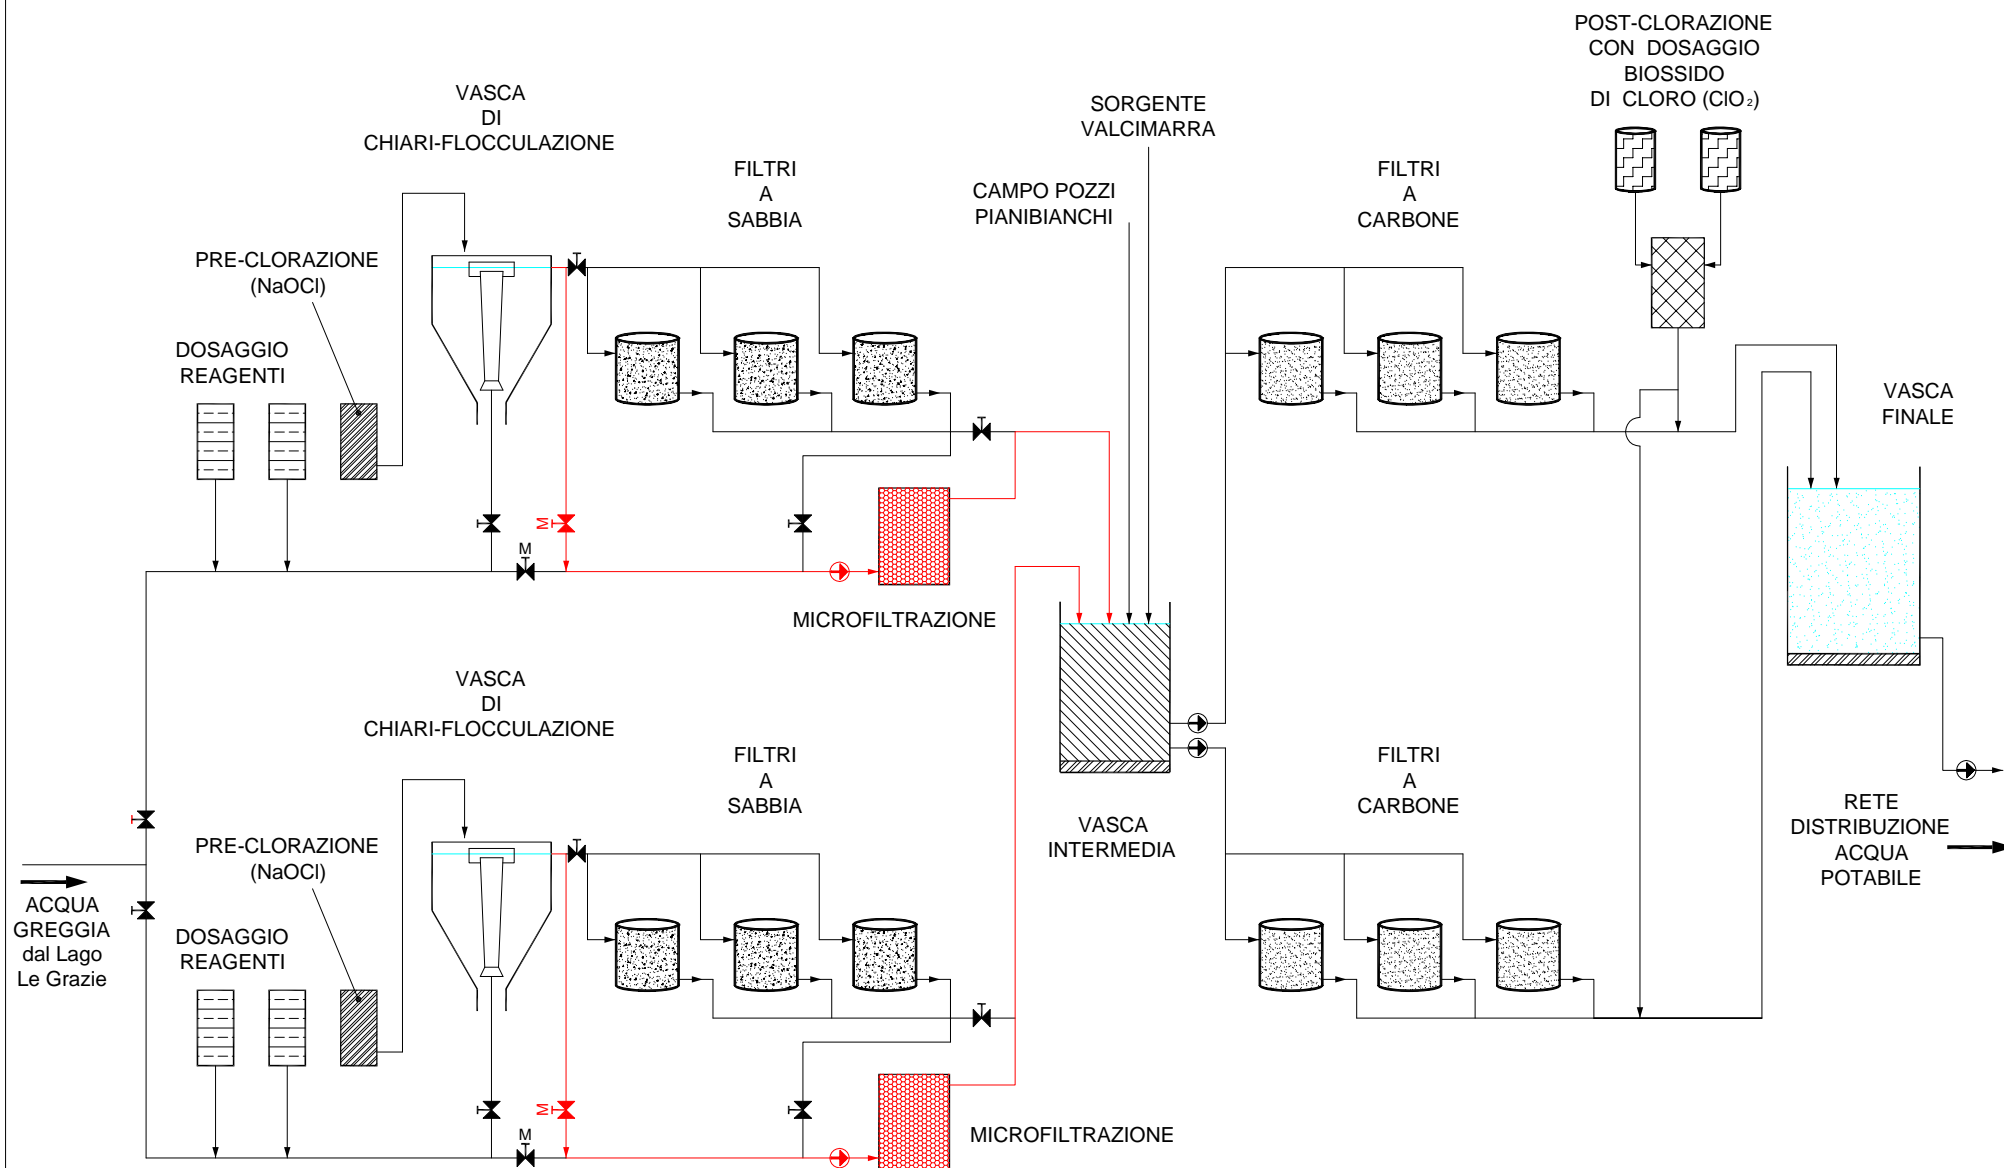 POST-CLORAZIONE
CON DOSAGGIO
BIOSSIDO
DI CLORO (ClO₂)
VASCA
DI
CHIARI-FLOCCULAZIONE
SORGENTE
VALCIMARRA
FILTRI
A
SABBIA
CAMPO POZZI
PIANIBIANCHI
FILTRI
A
CARBONE
PRE-CLORAZIONE
(NaOCl)
DOSAGGIO
REAGENTI
VASCA
FINALE
M
M
MICROFILTRAZIONE
VASCA
DI
CHIARI-FLOCCULAZIONE
FILTRI
A
SABBIA
FILTRI
A
CARBONE
VASCA
INTERMEDIA
RETE
DISTRIBUZIONE
ACQUA
POTABILE
PRE-CLORAZIONE
(NaOCl)
ACQUA
GREGGIA
dal Lago
Le Grazie
DOSAGGIO
REAGENTI
M
M
MICROFILTRAZIONE